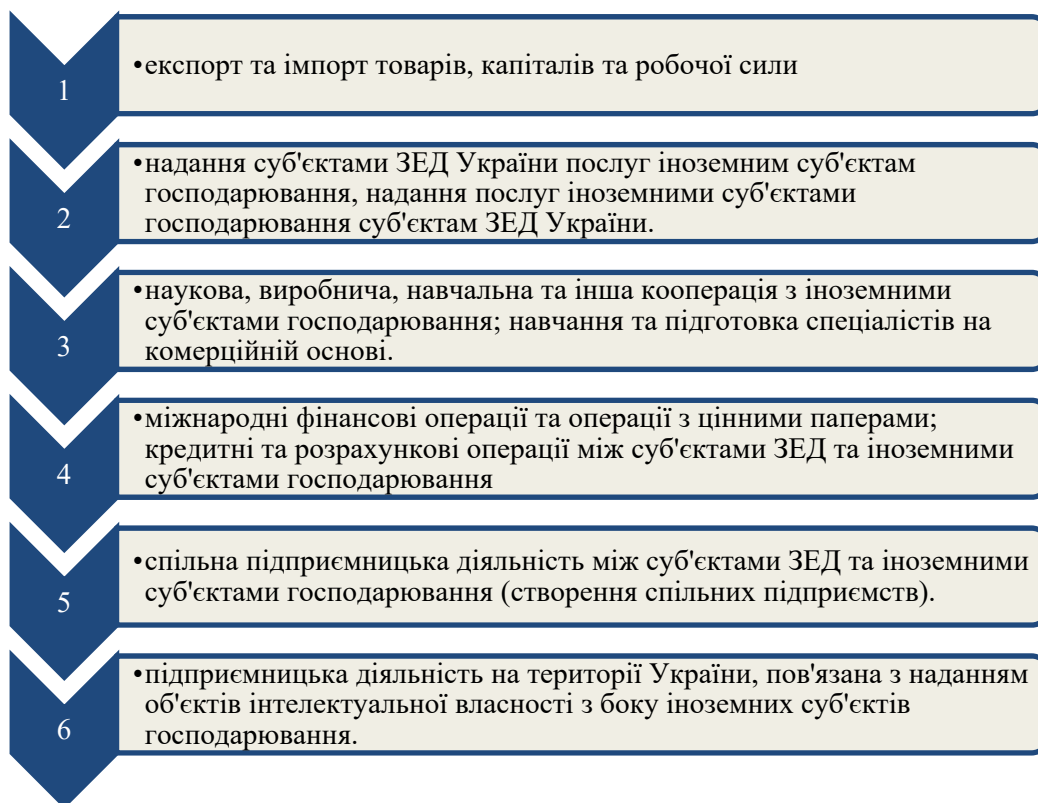 1
•експорт та імпорт товарів, капіталів та робочої сили
2
•надання суб'єктами ЗЕД України послуг іноземним суб'єктам
господарювання, надання послуг іноземними суб'єктами
господарювання суб'єктам ЗЕД України.
3
•наукова, виробнича, навчальна та інша кооперація з іноземними
суб'єктами господарювання; навчання та підготовка спеціалістів на
комерційній основі.
4
•міжнародні фінансові операції та операції з цінними паперами;
кредитні та розрахункові операції між суб'єктами ЗЕД та іноземними
суб'єктами господарювання
5
•спільна підприємницька діяльність між суб'єктами ЗЕД та іноземними
суб'єктами господарювання (створення спільних підприємств).
6
•підприємницька діяльність на території України, пов'язана з наданням
об'єктів інтелектуальної власності з боку іноземних суб'єктів
господарювання.